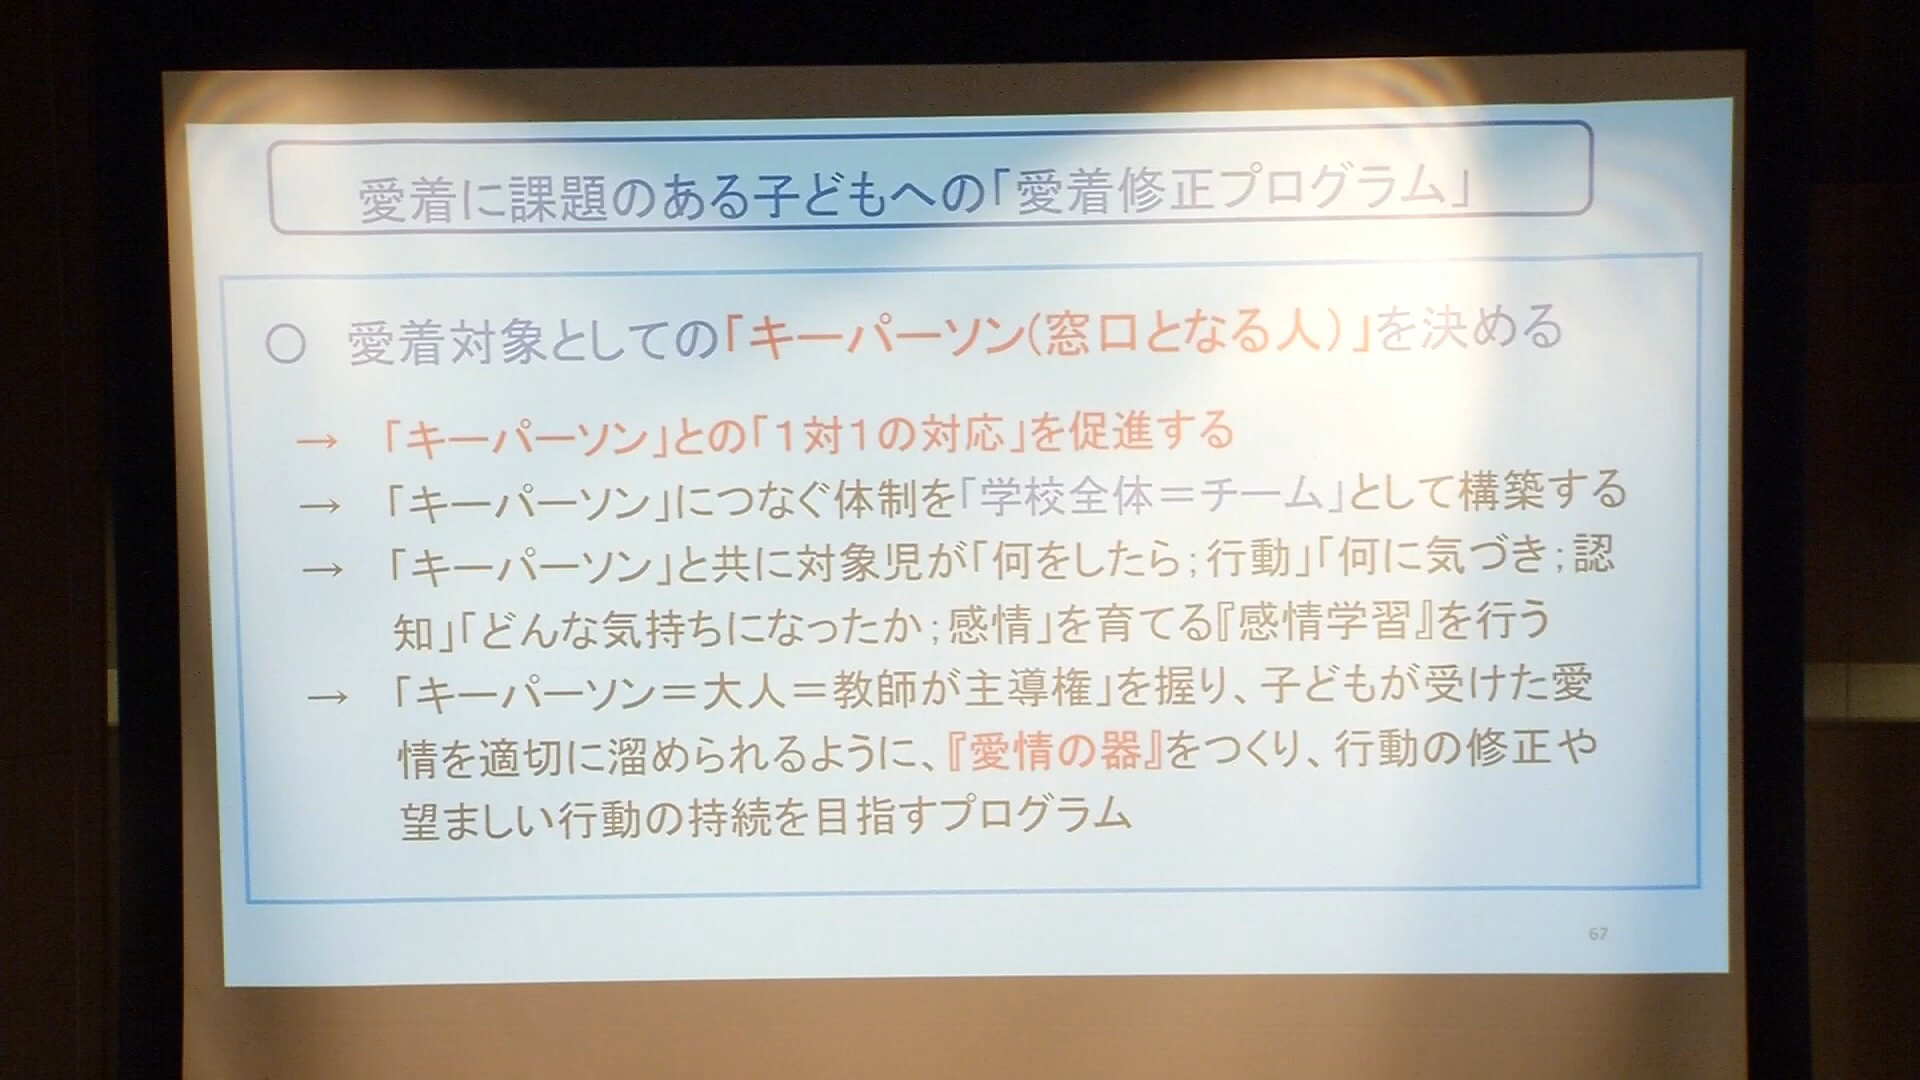 愛着に課題のある子どもへの「愛着修正プログラム」
○ 愛着対象としての「キーパーソン(窓口となる人)」を決める
→ 「キーパーソン」との「1対1の対応」を促進する
→ 「キーパーソン」につなぐ体制を「学校全体=チーム」として構築する
→ 「キーパーソン」と共に対象児が「何をしたら;行動」「何に気づき;認
知」「どんな気持ちになったか;感情」を育てる『感情学習』を行う
→ 「キーパーソン=大人=教師が主導権」を握り、子どもが受けた愛
情を適切に溜められるように、『愛情の器』をつくり、行動の修正や
望ましい行動の持続を目指すプログラム
67